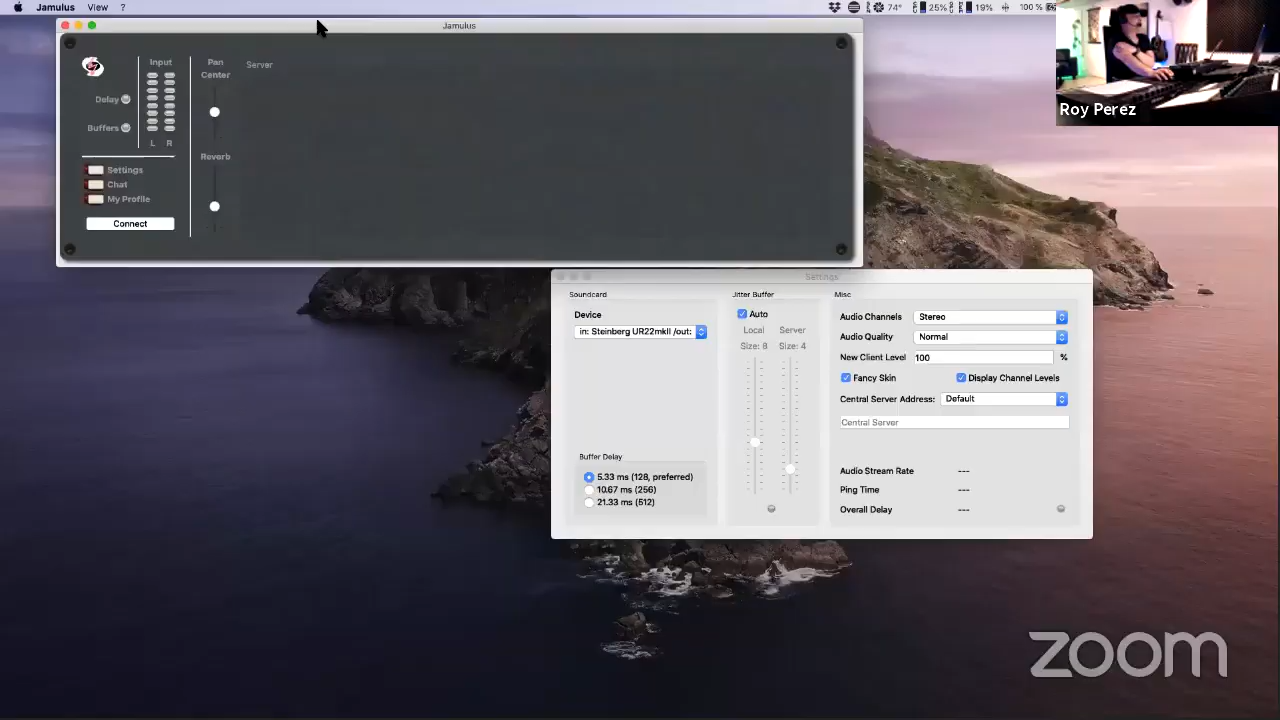 Jamulus View ? 74° 25% 19% 100 %
Jamulus
Roy Perez
Input
Pan
Center
Server
Delay
Buffers
L R
Reverb
Settings
Chat
My Profile
Connect
Settings
Soundcard
Device
in: Steinberg UR22mkII /out:
Buffer Delay
5.33 ms (128, preferred)
10.67 ms (256)
21.33 ms (512)
Jitter Buffer
Auto
Local Server
Size: 8 Size: 4
Misc
Audio Channels Stereo
Audio Quality Normal
New Client Level 100 %
Fancy Skin Display Channel Levels
Central Server Address: Default
Central Server
Audio Stream Rate ---
Ping Time ---
Overall Delay ---
zoom